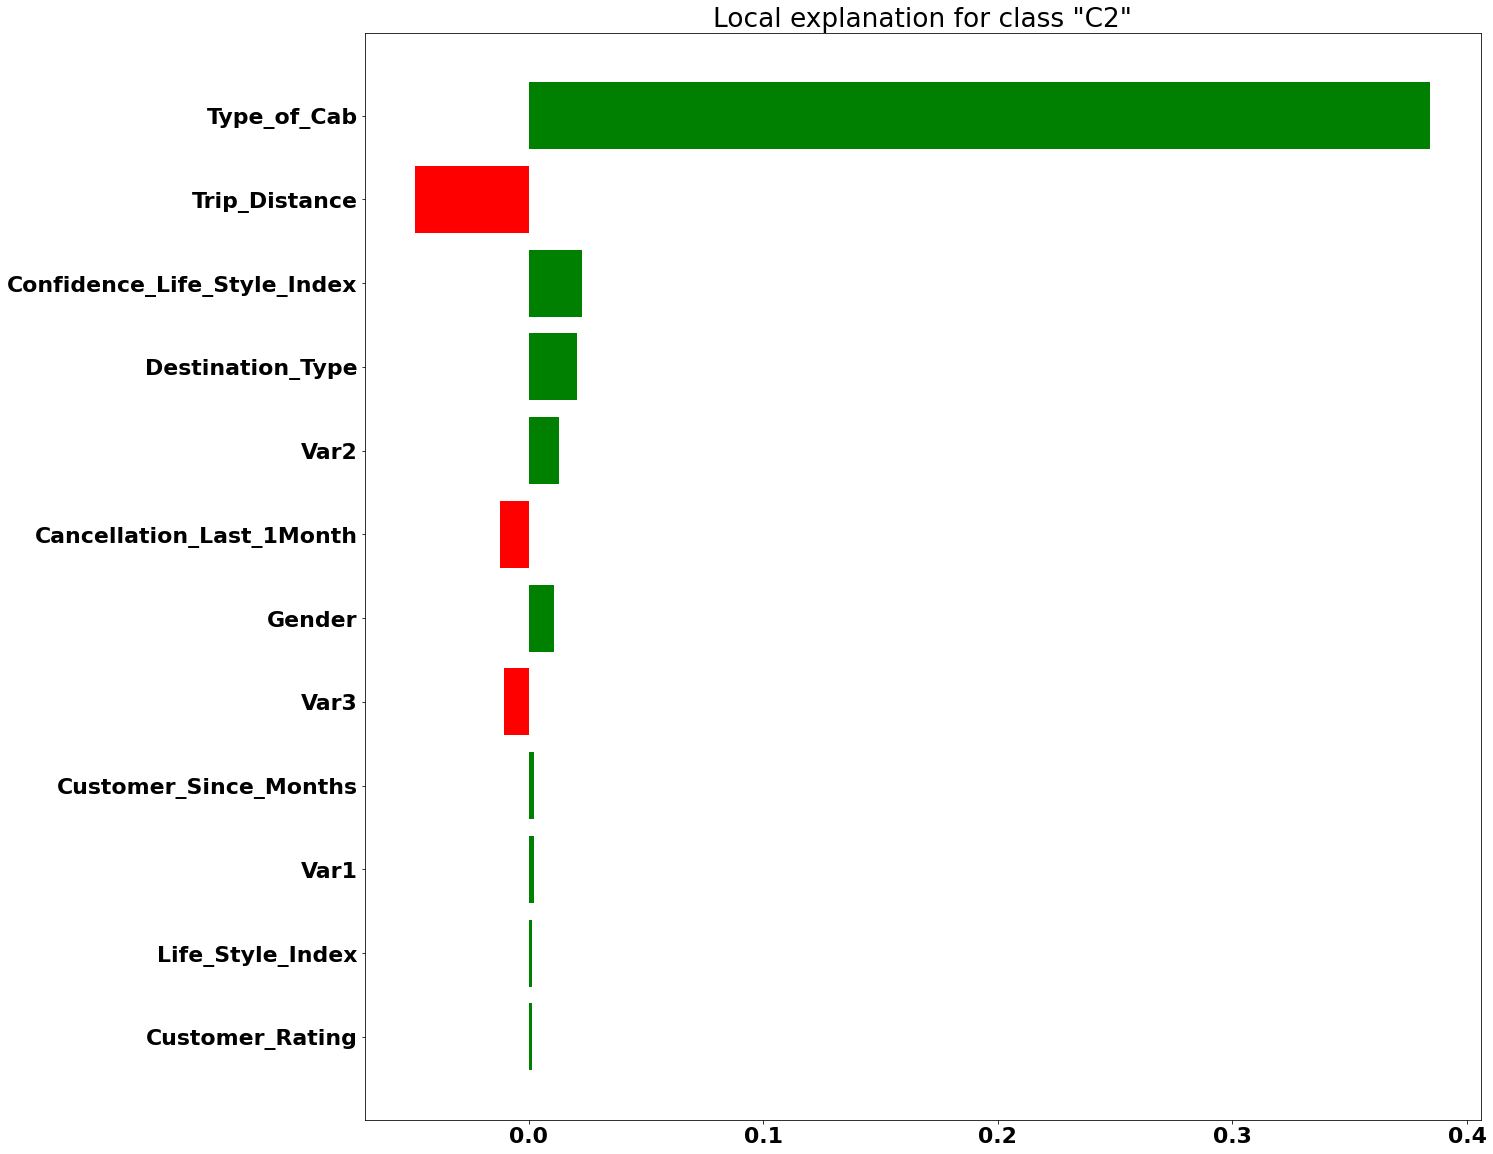 Local explanation for class "C2"
Type_of_Cab
Trip_Distance
Confidence_Life_Style_Index
Destination_Type
Var2
Cancellation_Last_1Month
Gender
Var3
Customer_Since_Months
Var1
Life_Style_Index
Customer_Rating
0.0 0.1 0.2 0.3 0.4